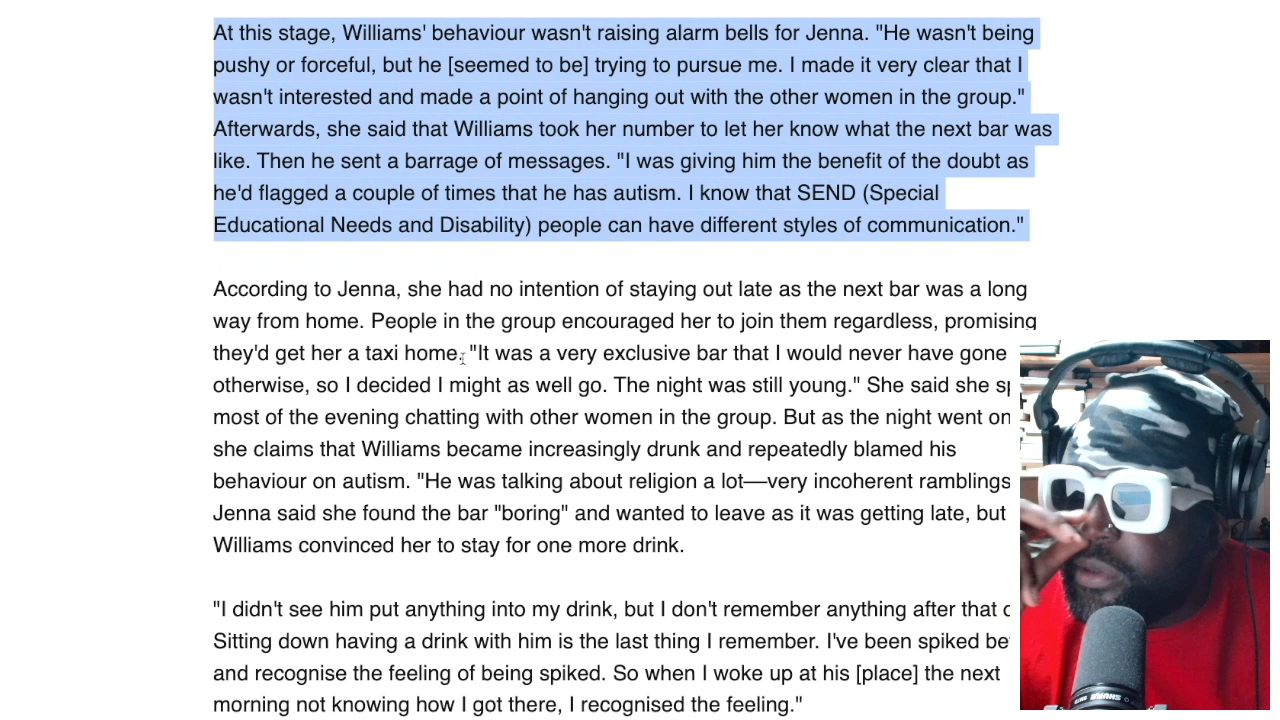 At this stage, Williams' behaviour wasn't raising alarm bells for Jenna. "He wasn't being
pushy or forceful, but he [seemed to be] trying to pursue me. I made it very clear that I
wasn't interested and made a point of hanging out with the other women in the group."
Afterwards, she said that Williams took her number to let her know what the next bar was
like. Then he sent a barrage of messages. "I was giving him the benefit of the doubt as
he'd flagged a couple of times that he has autism. I know that SEND (Special
Educational Needs and Disability) people can have different styles of communication."
According to Jenna, she had no intention of staying out late as the next bar was a long
way from home. People in the group encouraged her to join them regardless, promising
they'd get her a taxi home. "It was a very exclusive bar that I would never have gone
otherwise, so I decided I might as well go. The night was still young." She said she
most of the evening chatting with other women in the group. But as the night went on
she claims that Williams became increasingly drunk and repeatedly blamed his
behaviour on autism. "He was talking about religion a lot—very incoherent ramblings
Jenna said she found the bar "boring" and wanted to leave as it was getting late, but
Williams convinced her to stay for one more drink.
"I didn't see him put anything into my drink, but I don't remember anything after that
Sitting down having a drink with him is the last thing I remember. I've been spiked
and recognise the feeling of being spiked. So when I woke up at his [place] the next
morning not knowing how I got there, I recognised the feeling."